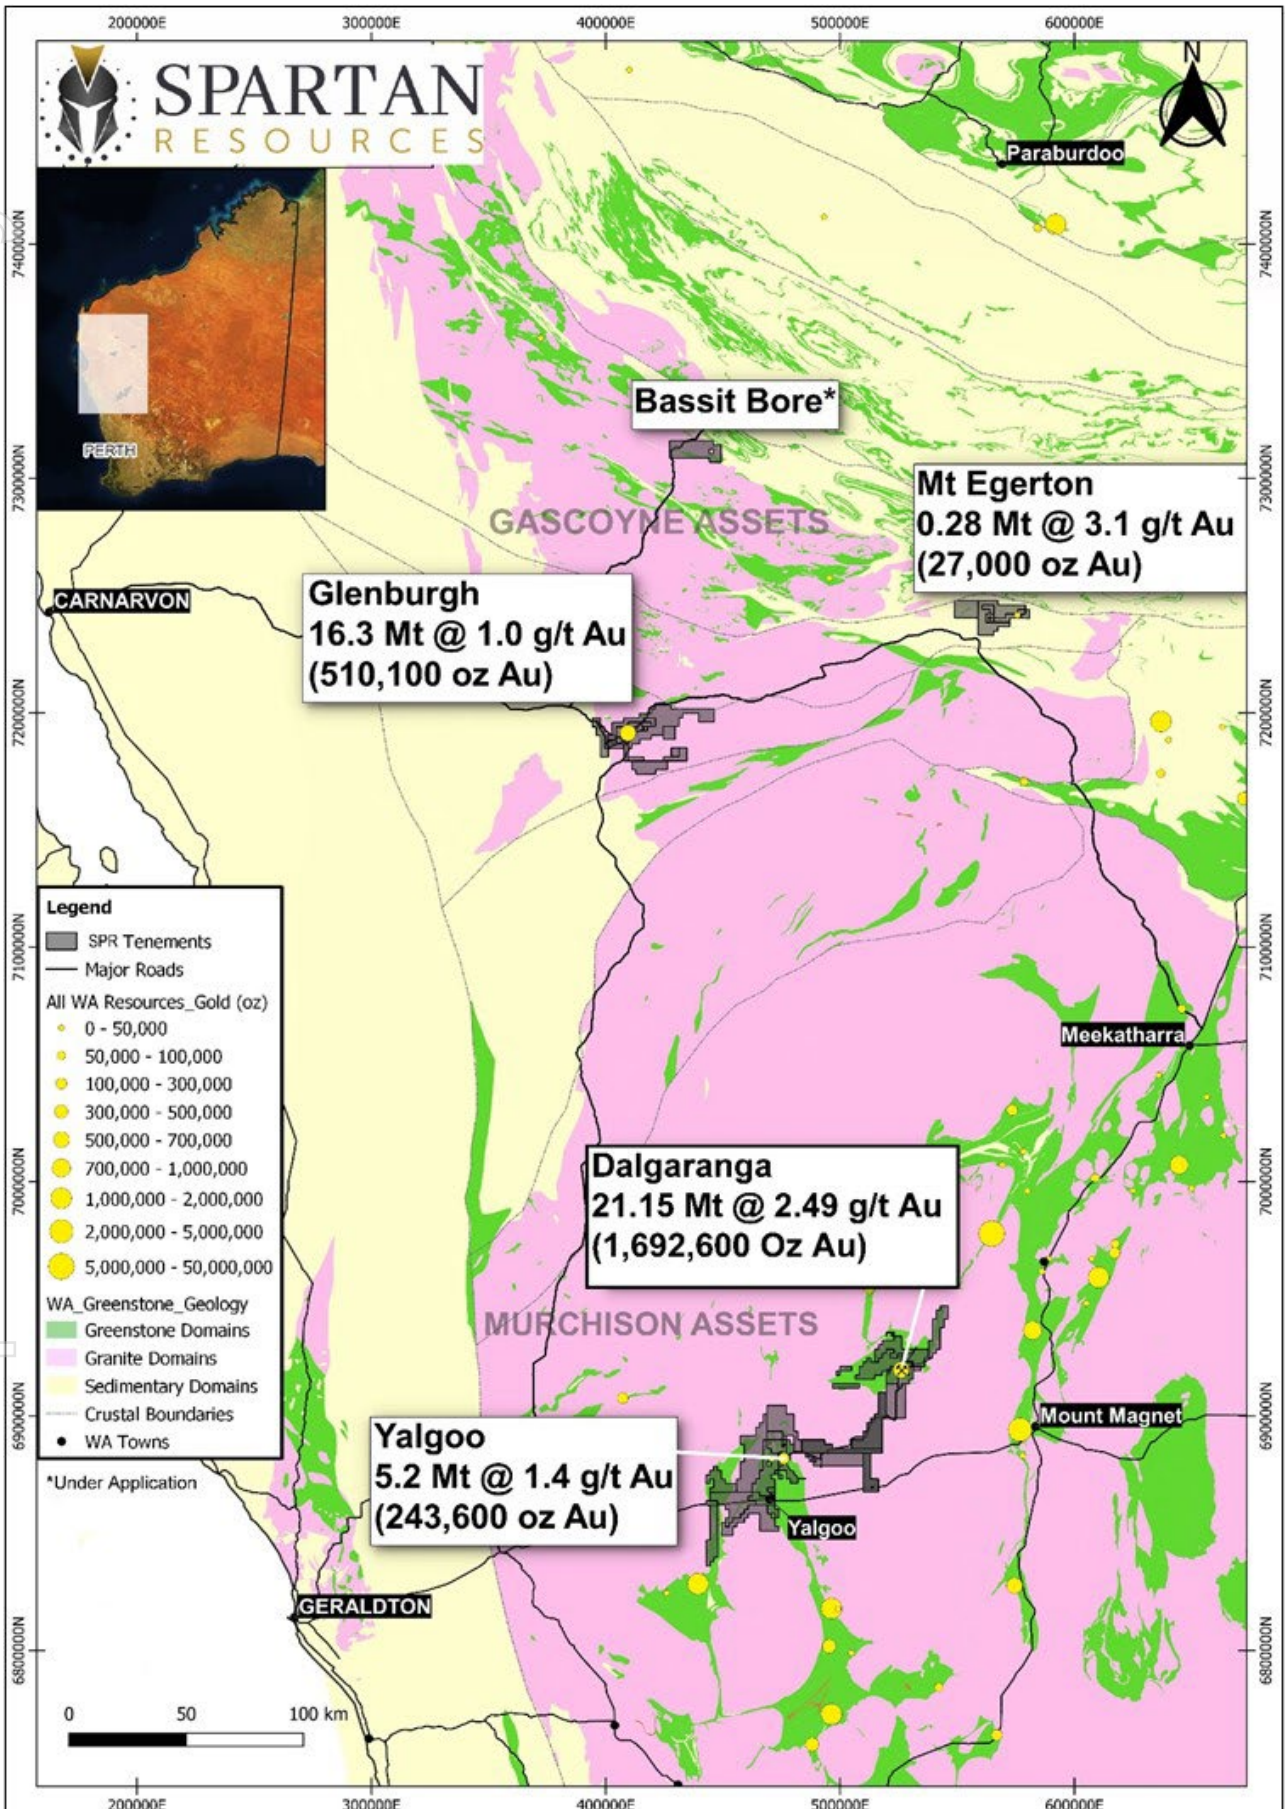 200000E 300000E 400000E 500000E 600000E
SPARTAN
RESOURCES
N
Paraburdoo
7400000N 7400000N
PERTH
Bassit Bore*
7300000N 7300000N
Mt Egerton
0.28 Mt @ 3.1 g/t Au
(27,000 oz Au)
GASCOYNE ASSETS
CARNARVON
Glenburgh
16.3 Mt @ 1.0 g/t Au
(510,100 oz Au)
7200000N 7200000N
Legend
SPR Tenements
Major Roads
All WA Resources_Gold (oz)
0 - 50,000
50,000 - 100,000
100,000 - 300,000
300,000 - 500,000
500,000 - 700,000
700,000 - 1,000,000
1,000,000 - 2,000,000
2,000,000 - 5,000,000
5,000,000 - 50,000,000
WA_Greenstone_Geology
Greenstone Domains
Granite Domains
Sedimentary Domains
Crustal Boundaries
WA Towns
*Under Application
7100000N 7100000N
Meekatharra
7000000N 7000000N
Dalgaranga
21.15 Mt @ 2.49 g/t Au
(1,692,600 Oz Au)
MURCHISON ASSETS
6900000N 6900000N
Mount Magnet
Yalgoo
5.2 Mt @ 1.4 g/t Au
(243,600 oz Au)
Yalgoo
GERALDTON
6800000N 6800000N
0 50 100 km
200000E 300000E 400000E 500000E 600000E